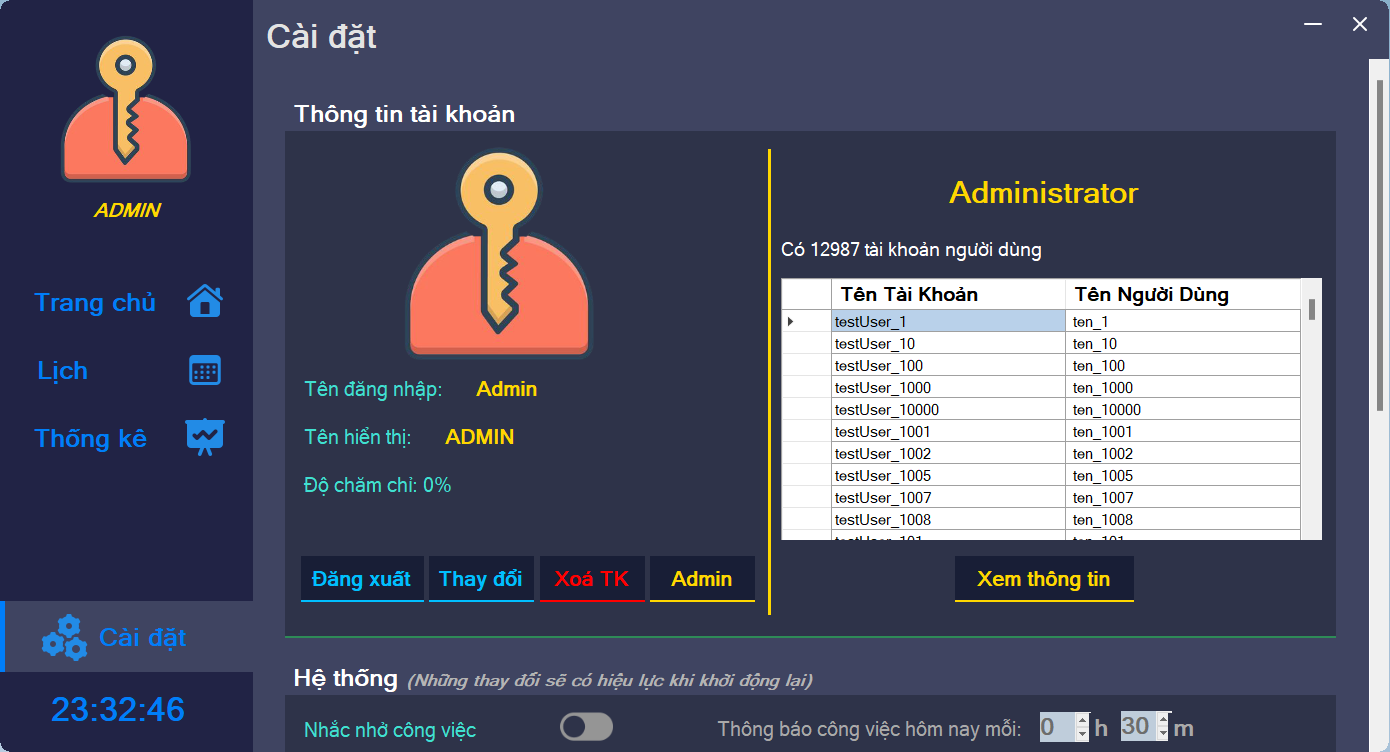 Cài đặt
ADMIN
Trang chủ
Lịch
Thống kê
Cài đặt
23:32:46
Thông tin tài khoản
Tên đăng nhập: Admin
Tên hiển thị: ADMIN
Độ chăm chỉ: 0%
Đăng xuất Thay đổi Xoá TK Admin
Administrator
Có 12987 tài khoản người dùng
Tên Tài Khoản Tên Người Dùng
testUser_1 ten_1
testUser_10 ten_10
testUser_100 ten_100
testUser_1000 ten_1000
testUser_10000 ten_10000
testUser_1001 ten_1001
testUser_1002 ten_1002
testUser_1005 ten_1005
testUser_1007 ten_1007
testUser_1008 ten_1008
Xem thông tin
Hệ thống (Những thay đổi sẽ có hiệu lực khi khởi động lại)
Nhắc nhở công việc Thông báo công việc hôm nay mỗi: 0 h 30 m